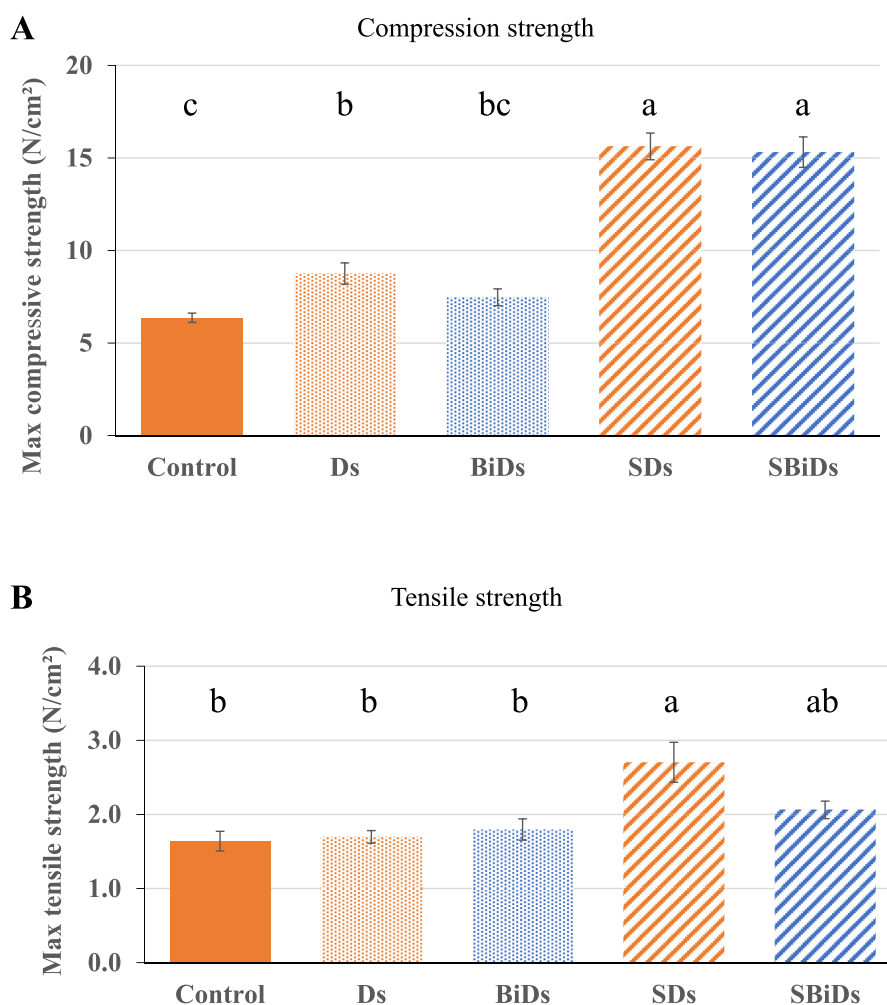 A
Compression strength
Max compressive strength (N/cm²)
20
15
10
5
0
c
b
bc
a
a
Control
Ds
BiDs
SDs
SBiDs
B
Tensile strength
Max tensile strength (N/cm²)
4.0
3.0
2.0
1.0
0.0
b
b
b
a
ab
Control
Ds
BiDs
SDs
SBiDs